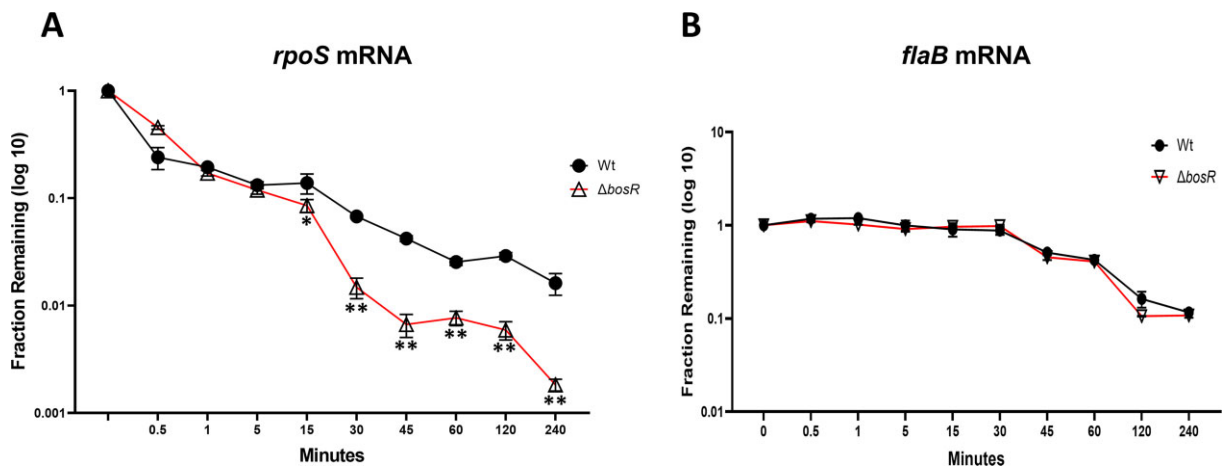 A
rpoS mRNA
Fraction Remaining (log 10)
1
0.1
0.01
0.001
*
**
**
**
**
**
0.5 1 5 15 30 45 60 120 240
Minutes
Wt
ΔbosR
B
flaB mRNA
Fraction Remaining (log 10)
10
1
0.1
0.01
0 0.5 1 5 15 30 45 60 120 240
Minutes
Wt
ΔbosR